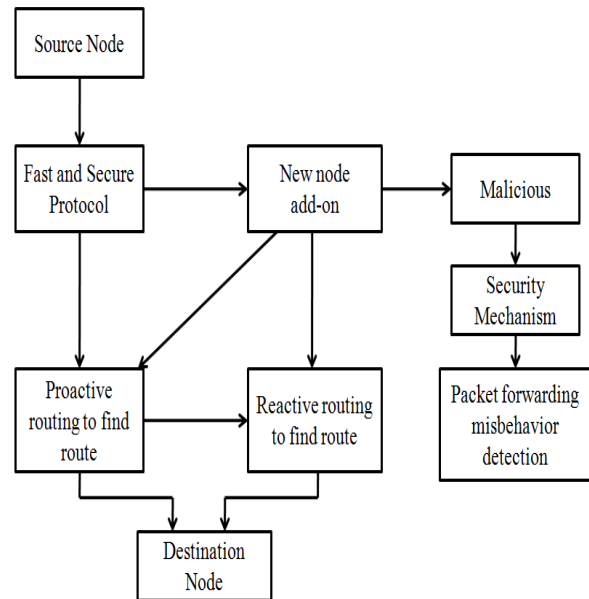 Source Node
Fast and Secure
Protocol
New node
add-on
Malicious
Security
Mechanism
Proactive
routing to find
route
Reactive routing
to find route
Packet forwarding
misbehavior
detection
Destination
Node